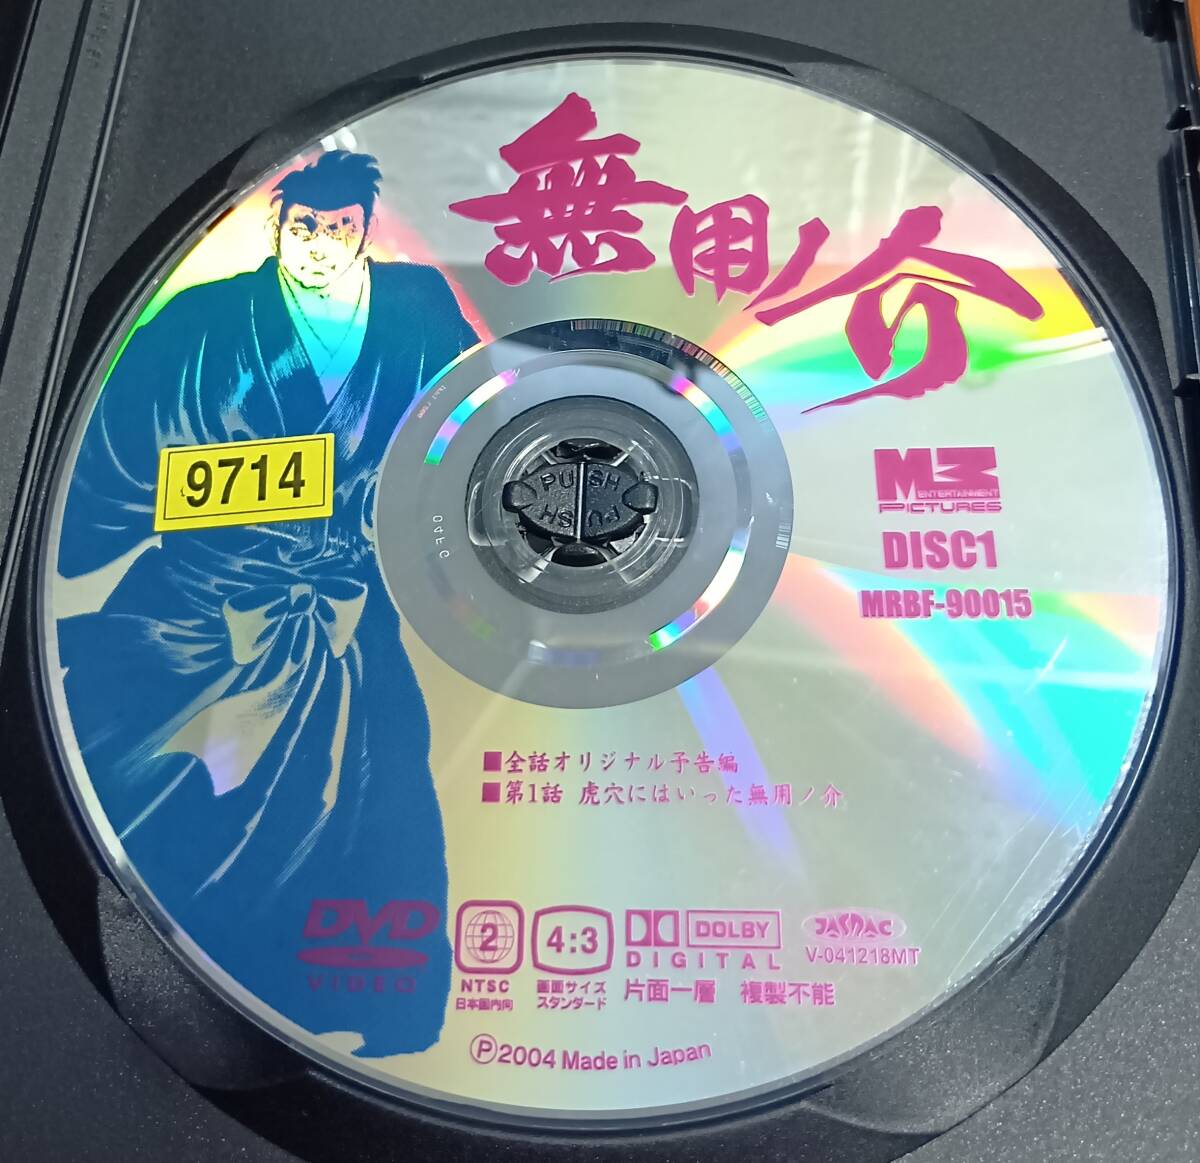 無用ノ介
9714
M3
ENTERTAINMENT
PICTURES
DISC1
MRBF-90015
PUSH
PUSH
■全話オリジナル予告編
■第1話 虎穴にはいった無用ノ介
DVD
VIDEO
2
NTSC
日本国内向
4:3
画面サイズ
スタンダード
DOLBY
DIGITAL
片面一層 複製不能
JASRAC
V-041218MT
Ⓟ2004 Made in Japan